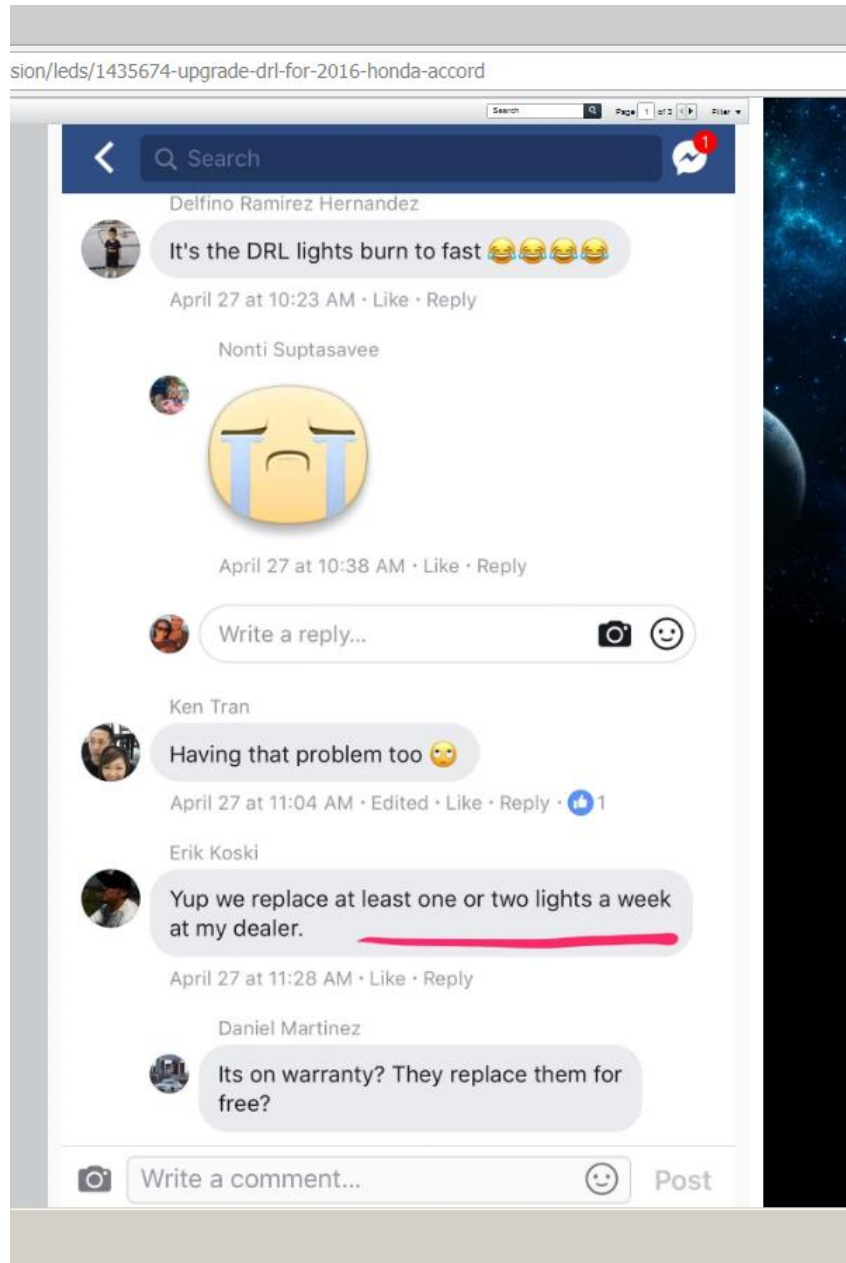 sion/leds/1435674-upgrade-drl-for-2016-honda-accord
Search Page 1 of 3 Filter
Search 1
Delfino Ramirez Hernandez
It's the DRL lights burn to fast 😂😂😂😂
April 27 at 10:23 AM · Like · Reply
Nonti Suptasavee
April 27 at 10:38 AM · Like · Reply
Write a reply...
Ken Tran
Having that problem too 🙄
April 27 at 11:04 AM · Edited · Like · Reply · 1
Erik Koski
Yup we replace at least one or two lights a week
at my dealer.
April 27 at 11:28 AM · Like · Reply
Daniel Martinez
Its on warranty? They replace them for
free?
Write a comment... Post